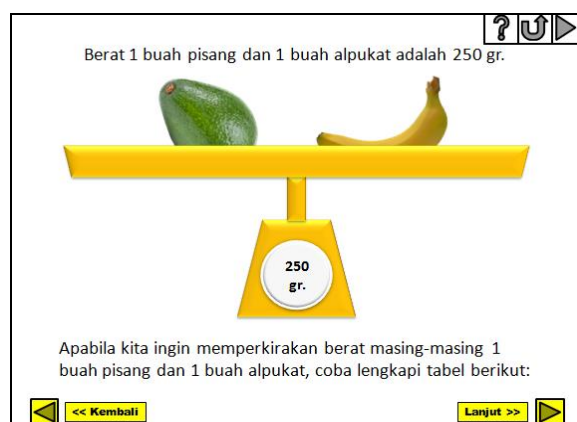 ?
Berat 1 buah pisang dan 1 buah alpukat adalah 250 gr.
250
gr.
Apabila kita ingin memperkirakan berat masing-masing 1
buah pisang dan 1 buah alpukat, coba lengkapi tabel berikut:
<< Kembali
Lanjut >>